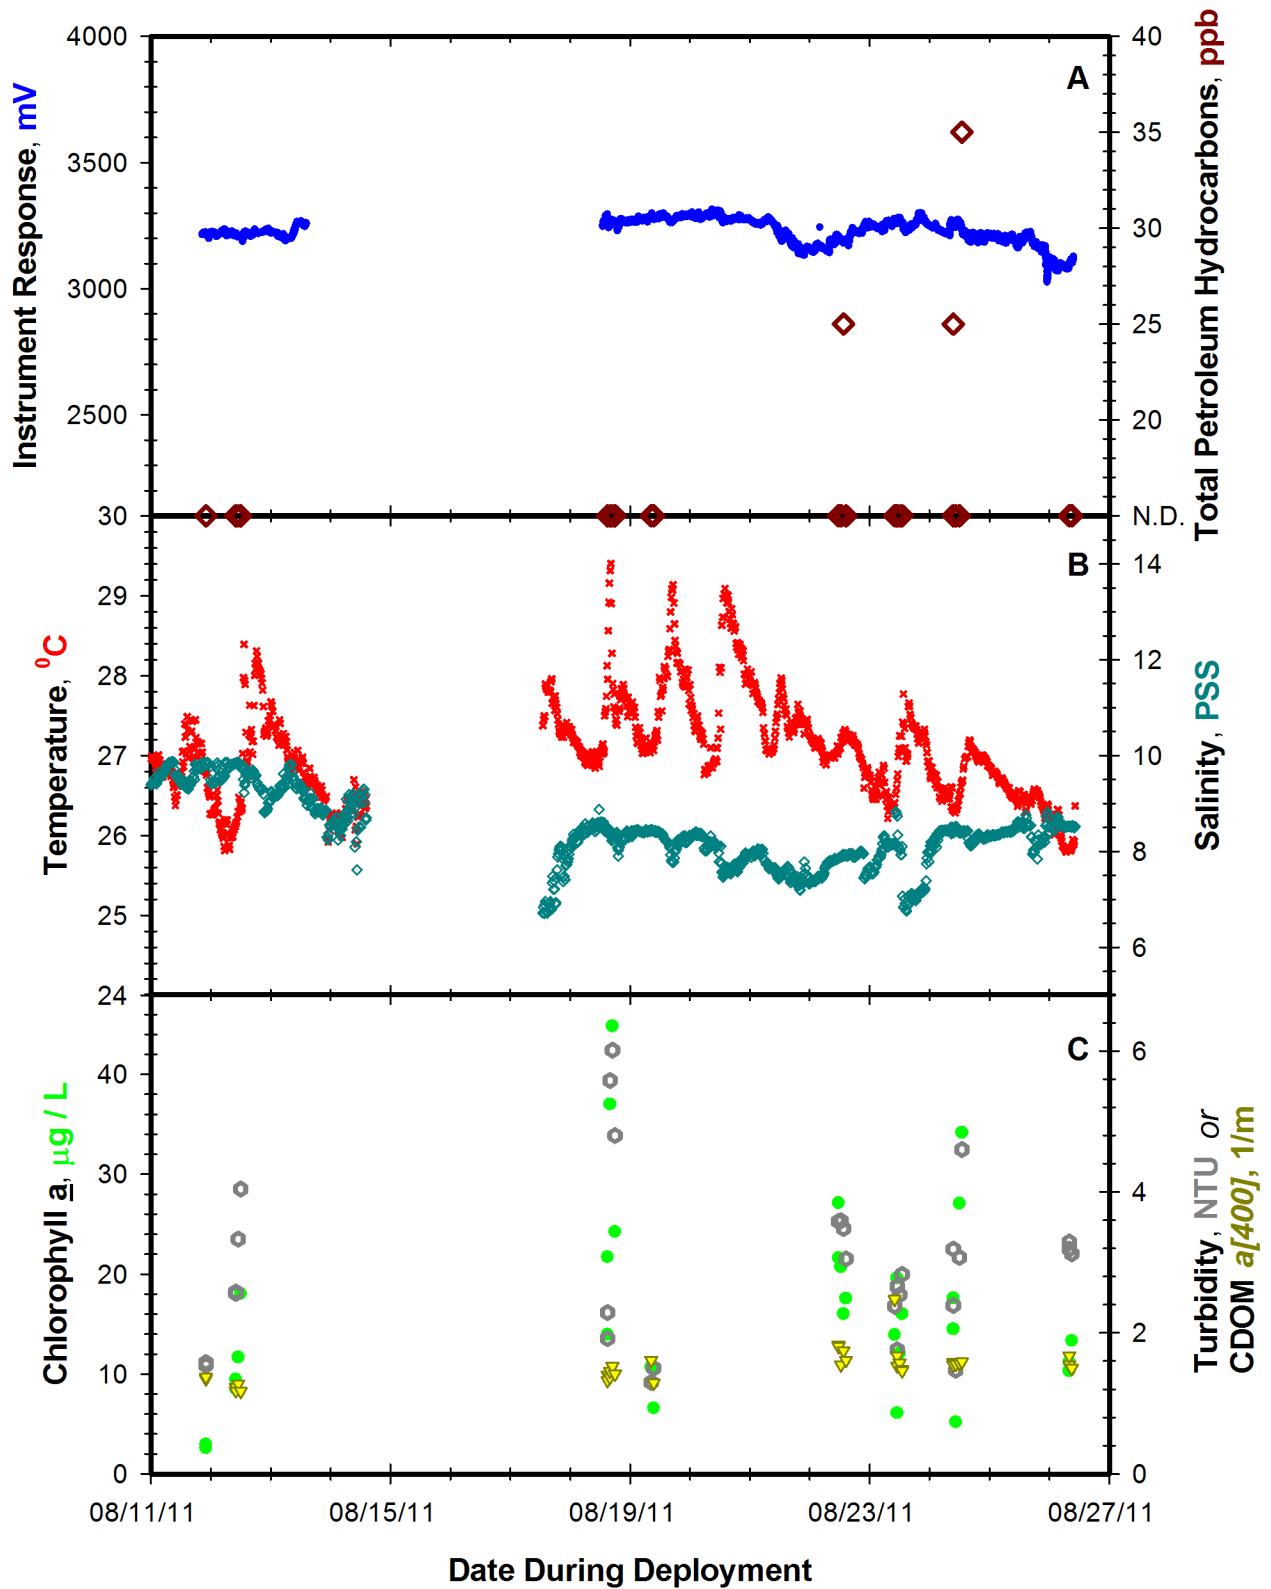 4000
3500
3000
2500
Instrument Response, mV
A
40
35
30
25
20
N.D.
Total Petroleum Hydrocarbons, ppb
30
29
28
27
26
25
24
Temperature, 0C
B
14
12
10
8
6
Salinity, PSS
40
30
20
10
0
Chlorophyll a, µg / L
C
6
4
2
0
Turbidity, NTU or
CDOM a[400], 1/m
08/11/11 08/15/11 08/19/11 08/23/11 08/27/11
Date During Deployment